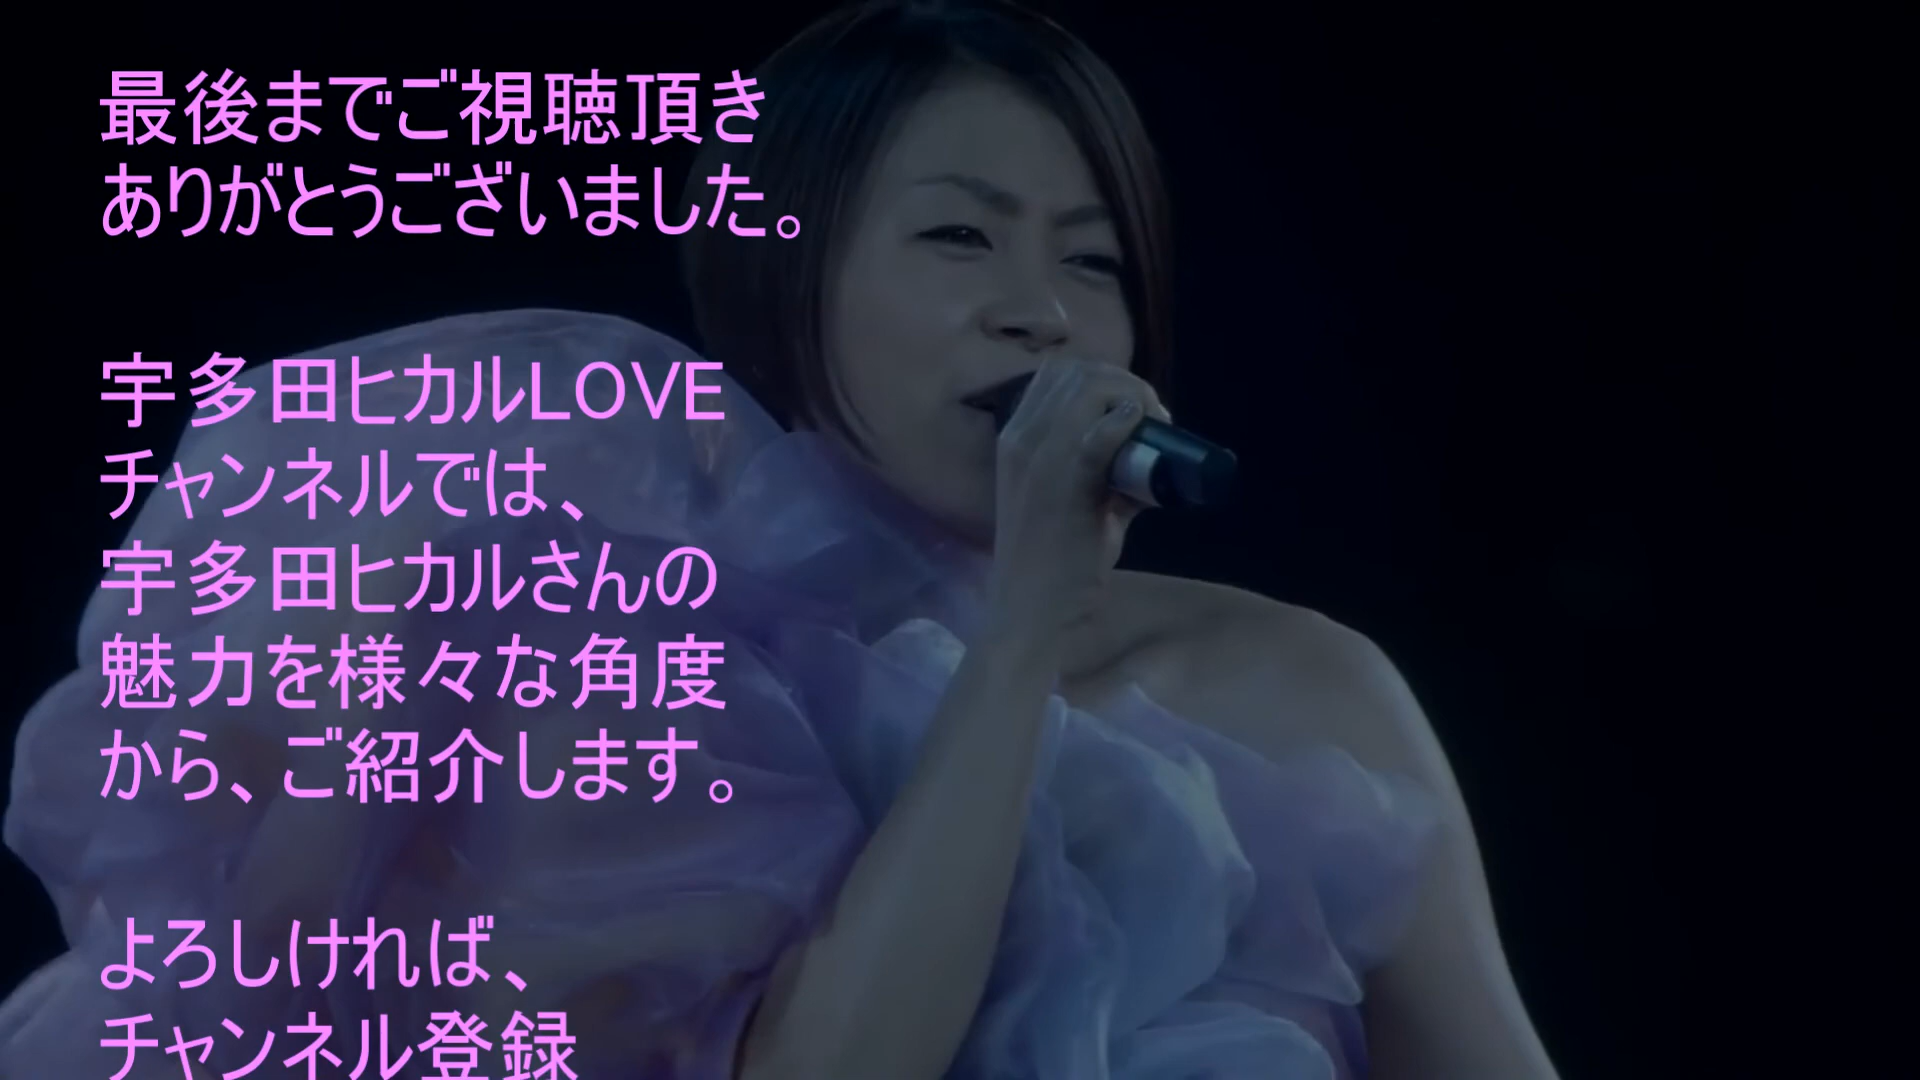 最後までご視聴頂き
ありがとうございました。
宇多田ヒカルLOVE
チャンネルでは、
宇多田ヒカルさんの
魅力を様々な角度
から、ご紹介します。
よろしければ、
チャンネル登録